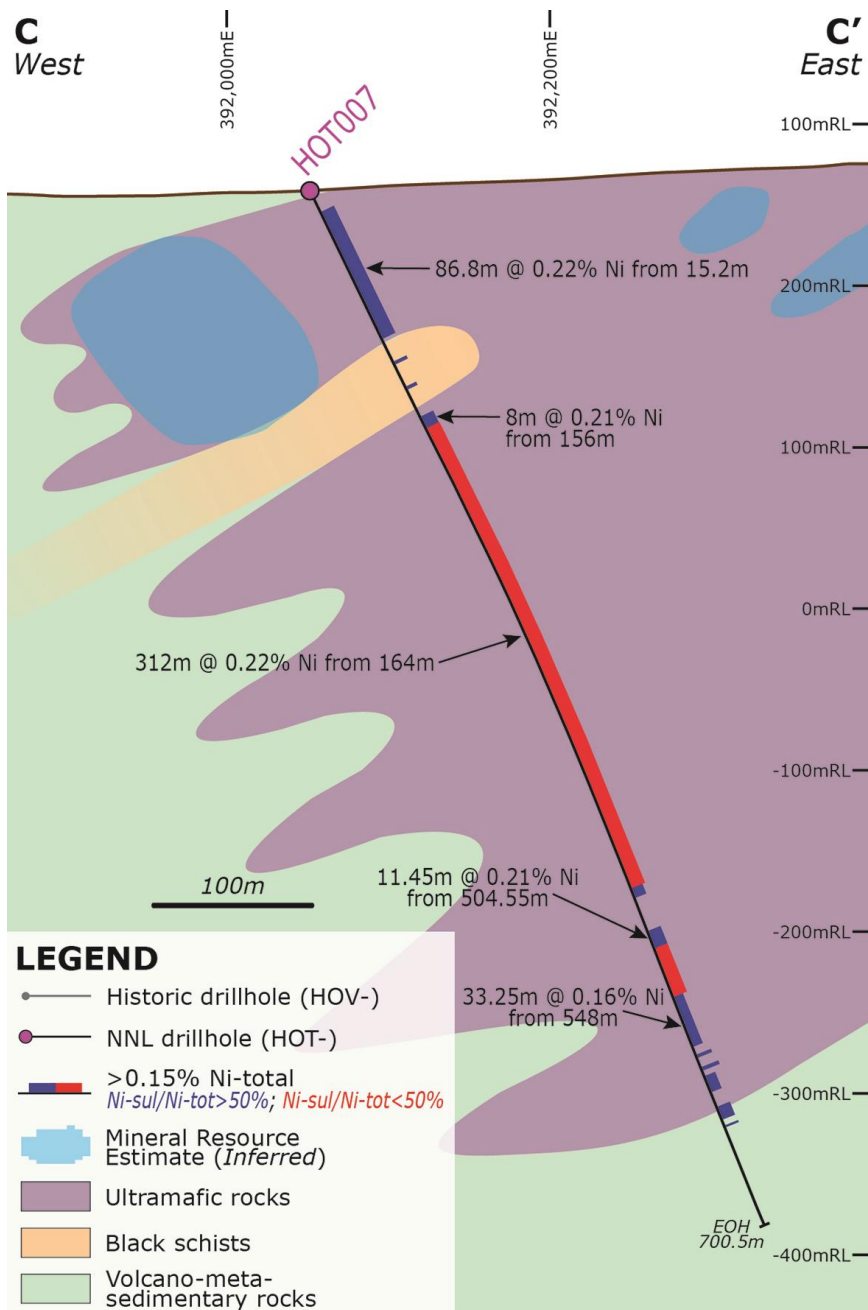 C
West
392,000mE
392,200mE
C’
East
HOT007
100mRL
86.8m @ 0.22% Ni from 15.2m
200mRL
8m @ 0.21% Ni
from 156m
100mRL
0mRL
312m @ 0.22% Ni from 164m
-100mRL
100m
11.45m @ 0.21% Ni
from 504.55m
-200mRL
33.25m @ 0.16% Ni
from 548m
-300mRL
EOH
700.5m
-400mRL
LEGEND
Historic drillhole (HOV-)
NNL drillhole (HOT-)
>0.15% Ni-total
Ni-sul/Ni-tot>50%; Ni-sul/Ni-tot<50%
Mineral Resource
Estimate (Inferred)
Ultramafic rocks
Black schists
Volcano-meta-
sedimentary rocks